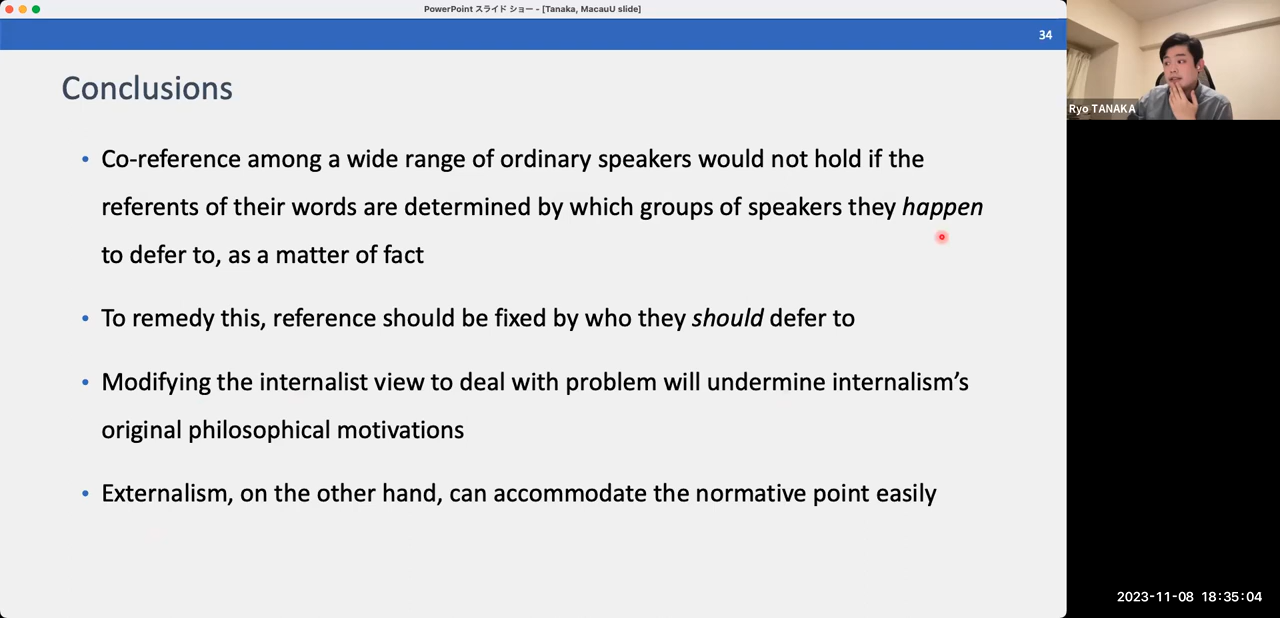 PowerPoint スライド ショー - [Tanaka, MacauU slide]
34
Conclusions
• Co-reference among a wide range of ordinary speakers would not hold if the
referents of their words are determined by which groups of speakers they happen
to defer to, as a matter of fact
• To remedy this, reference should be fixed by who they should defer to
• Modifying the internalist view to deal with problem will undermine internalism’s
original philosophical motivations
• Externalism, on the other hand, can accommodate the normative point easily
Ryo TANAKA
2023-11-08 18:35:04